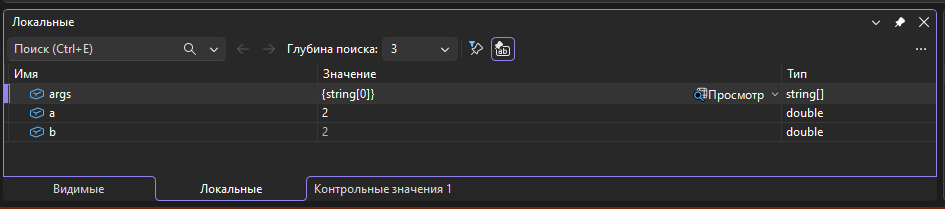 Локальные
Поиск (Ctrl+E) Глубина поиска: 3
Имя Значение Тип
args {string[0]} Просмотр string[]
a 2 double
b 2 double
Видимые Локальные Контрольные значения 1